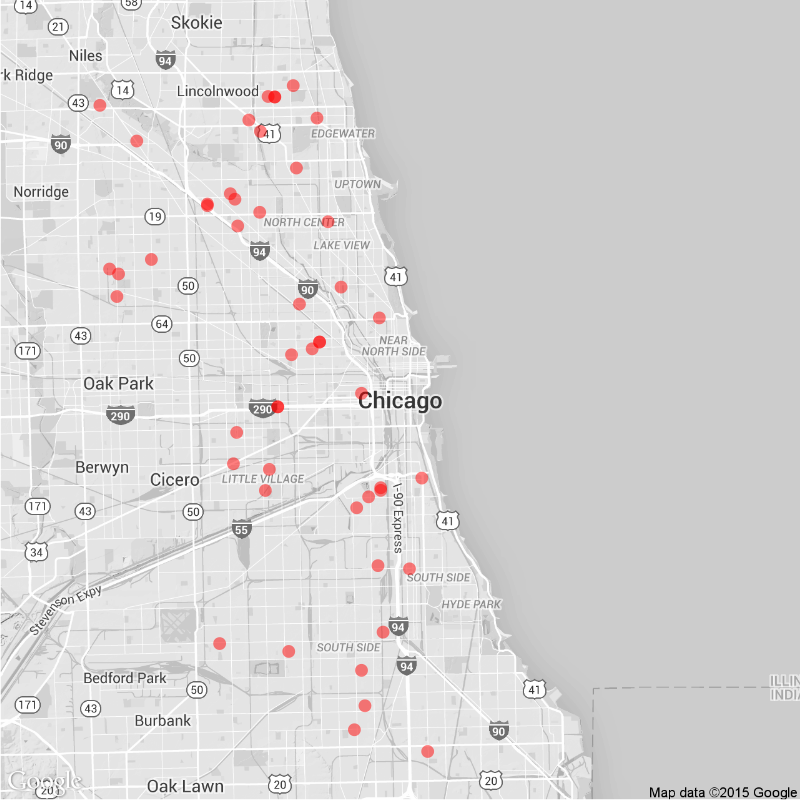 14
58
21
Skokie
Niles
94
rk Ridge
14
Lincolnwood
43
41
EDGEWATER
90
UPTOWN
Norridge
19
NORTH CENTER
LAKE VIEW
94
41
50
90
64
43
NEAR
NORTH SIDE
171
50
Oak Park
Chicago
290
290
Berwyn
Cicero
LITTLE VILLAGE
171
43
50
I-90 Express
41
55
34
SOUTH SIDE
Stevenson Expy
HYDE PARK
94
SOUTH SIDE
94
Bedford Park
50
41
ILLIN
INDIA
171
43
Burbank
90
Google
20
Oak Lawn
20
20
Map data ©2015 Google